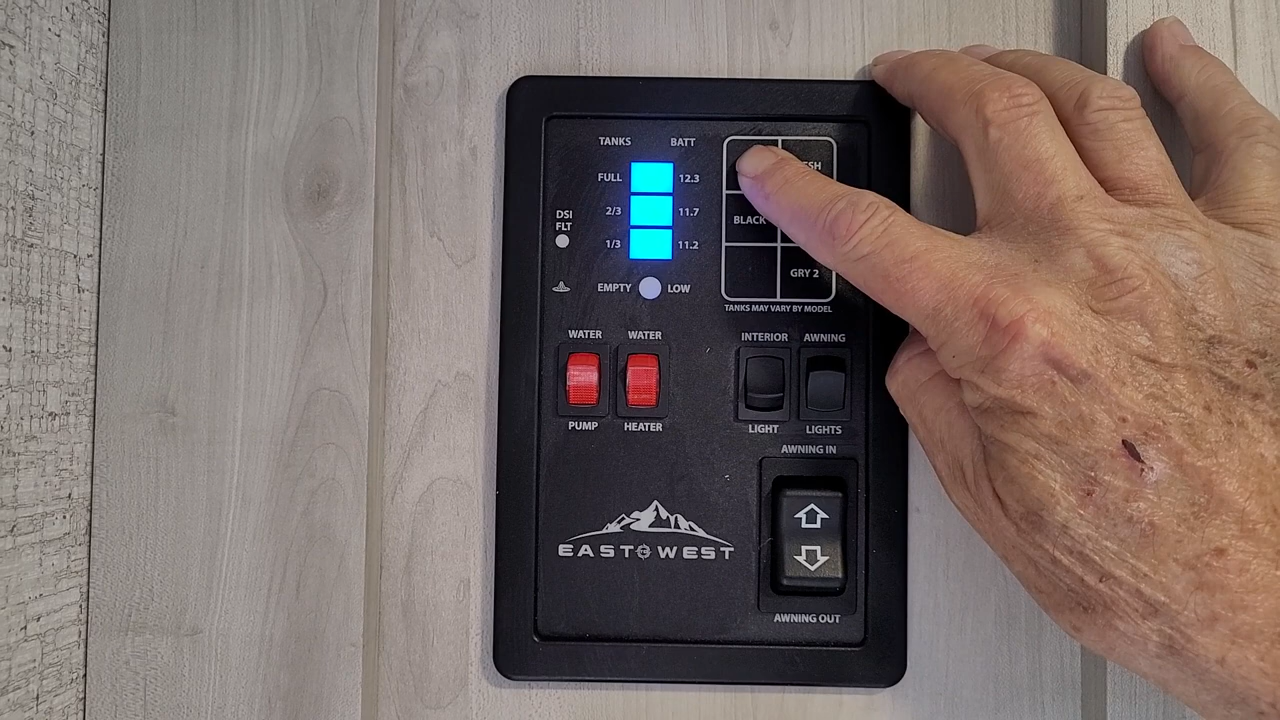 TANKS BATT
FULL 12.3
2/3 11.7
1/3 11.2
EMPTY LOW
DSI
FLT
BLACK
GRY 2
TANKS MAY VARY BY MODEL
WATER
PUMP
WATER
HEATER
INTERIOR
LIGHT
AWNING
LIGHTS
AWNING IN
AWNING OUT
EAST TO WEST